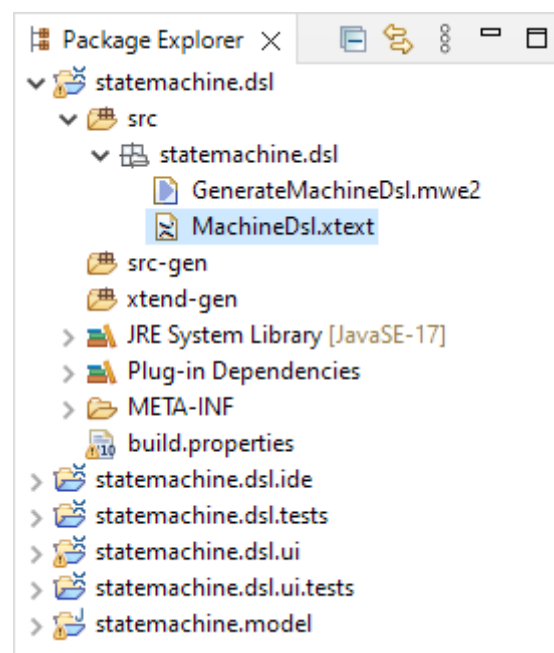 Package Explorer
statemachine.dsl
src
statemachine.dsl
GenerateMachineDsl.mwe2
MachineDsl.xtext
src-gen
xtend-gen
JRE System Library [JavaSE-17]
Plug-in Dependencies
META-INF
build.properties
statemachine.dsl.ide
statemachine.dsl.tests
statemachine.dsl.ui
statemachine.dsl.ui.tests
statemachine.model